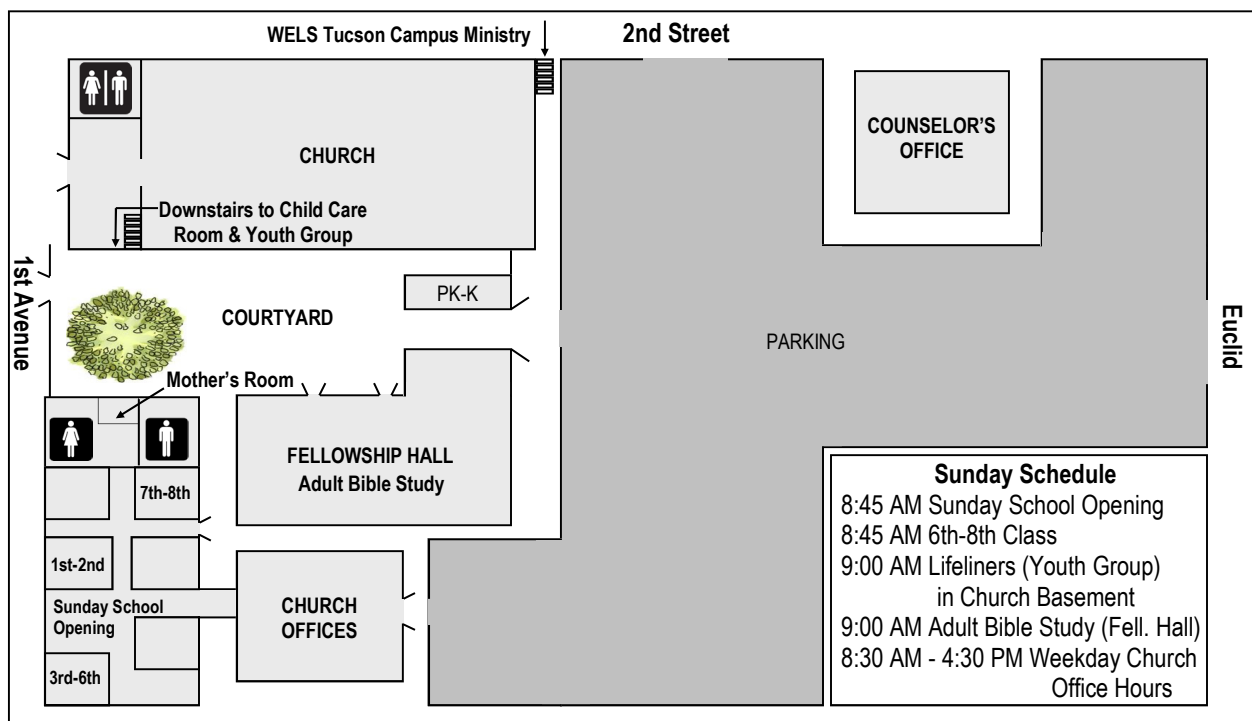 WELS Tucson Campus Ministry
2nd Street
CHURCH
COUNSELOR'S
OFFICE
Downstairs to Child Care
Room & Youth Group
1st Avenue
PK-K
COURTYARD
PARKING
Euclid
Mother's Room
FELLOWSHIP HALL
Adult Bible Study
7th-8th
1st-2nd
Sunday School
Opening
3rd-6th
CHURCH
OFFICES
Sunday Schedule
8:45 AM Sunday School Opening
8:45 AM 6th-8th Class
9:00 AM Lifeliners (Youth Group)
in Church Basement
9:00 AM Adult Bible Study (Fell. Hall)
8:30 AM - 4:30 PM Weekday Church
Office Hours